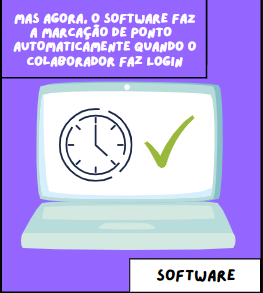 MAS AGORA, O SOFTWARE FAZ
A MARCAÇÃO DE PONTO
AUTOMATICAMENTE QUANDO O
COLABORADOR FAZ LOGIN
SOFTWARE